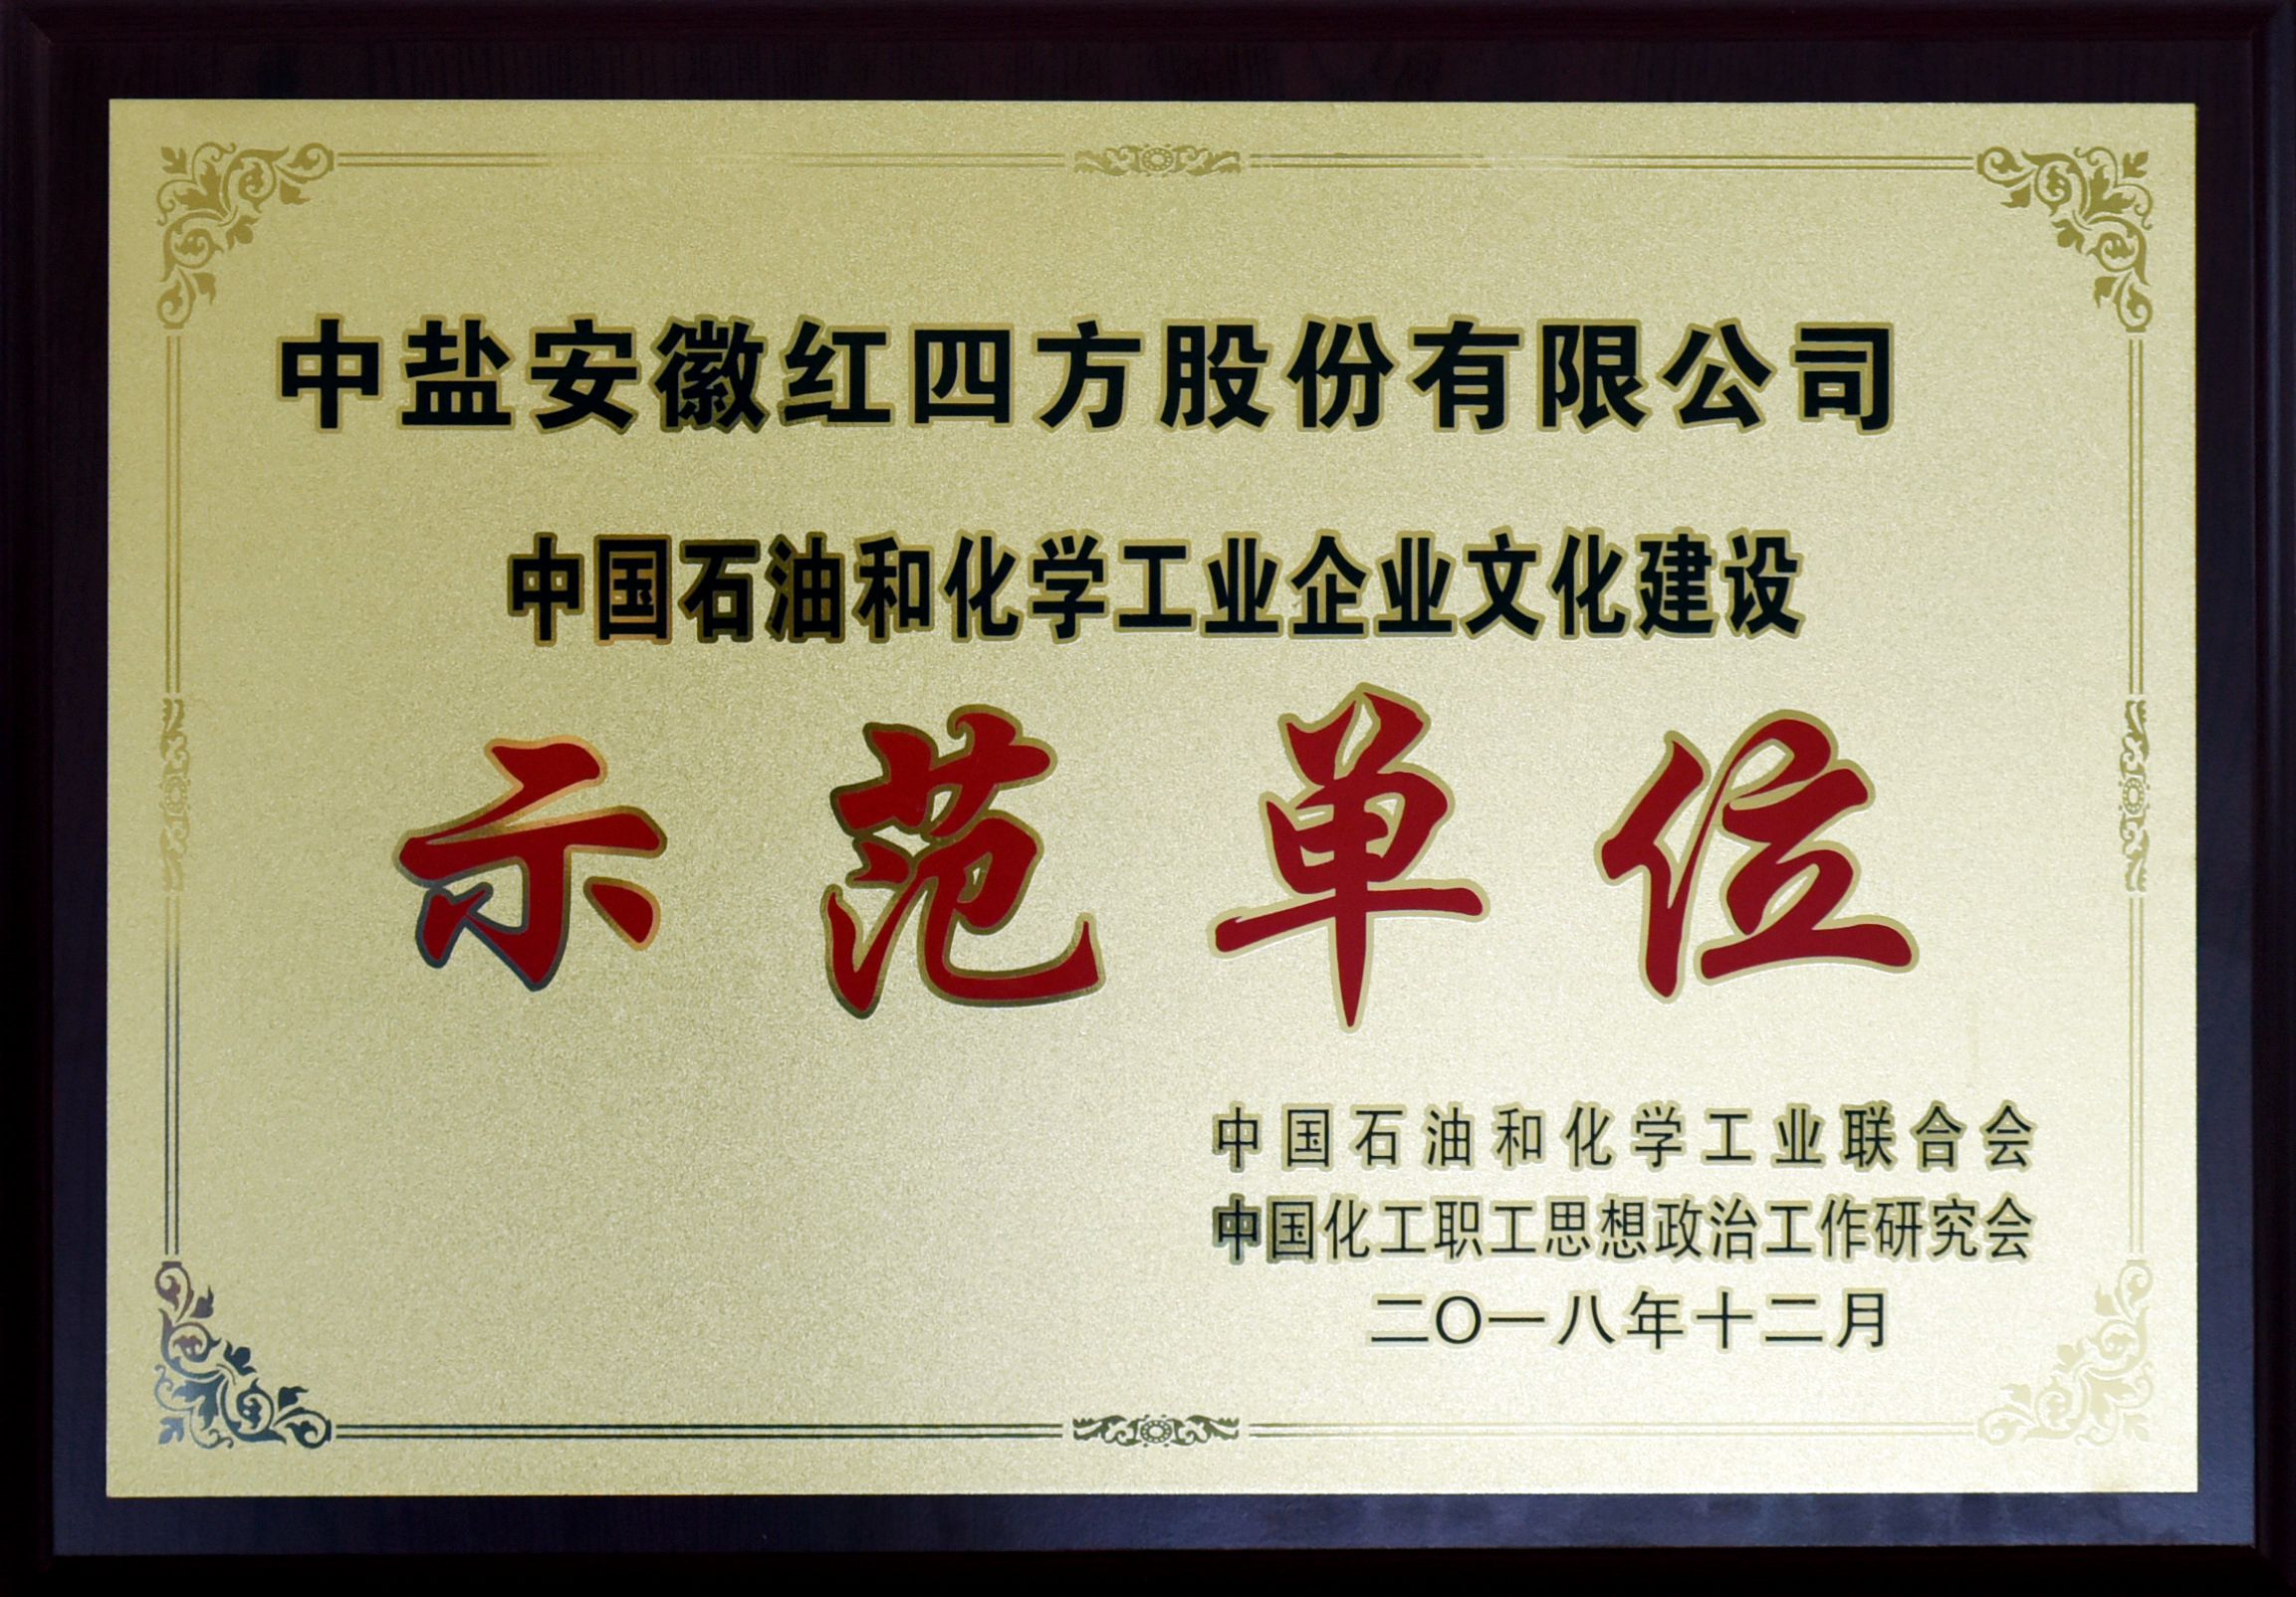 中盐安徽红四方股份有限公司
中国石油和化学工业企业文化建设
示范单位
中国石油和化学工业联合会
中国化工职工思想政治工作研究会
二〇一八年十二月